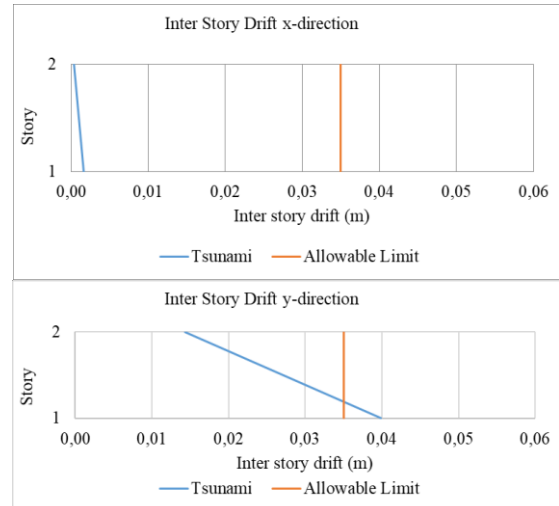 Inter Story Drift x-direction
2
Story
1
0,00 0,01 0,02 0,03 0,04 0,05 0,06
Inter story drift (m)
Tsunami Allowable Limit
Inter Story Drift y-direction
2
Story
1
0,00 0,01 0,02 0,03 0,04 0,05 0,06
Inter story drift (m)
Tsunami Allowable Limit